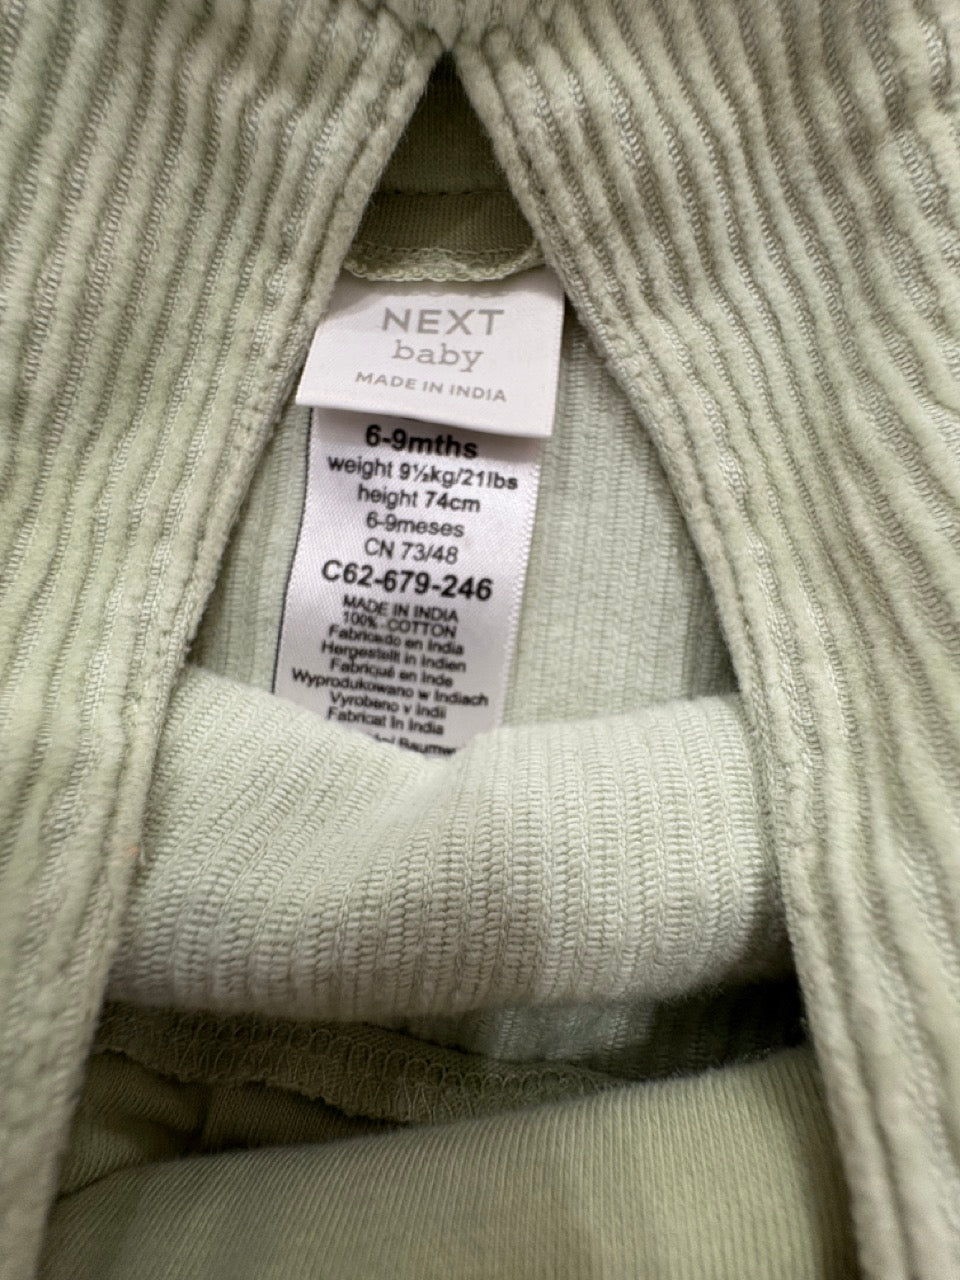 NEXT
baby
MADE IN INDIA
6-9mths
weight 9½kg/21lbs
height 74cm
6-9meses
CN 73/48
C62-679-246
MADE IN INDIA
100% COTTON
Fabricado en India
Hergestellt in Indien
Fabriqué en Inde
Wyprodukowano w Indiach
Vyrobeno v Indii
Fabricat în India